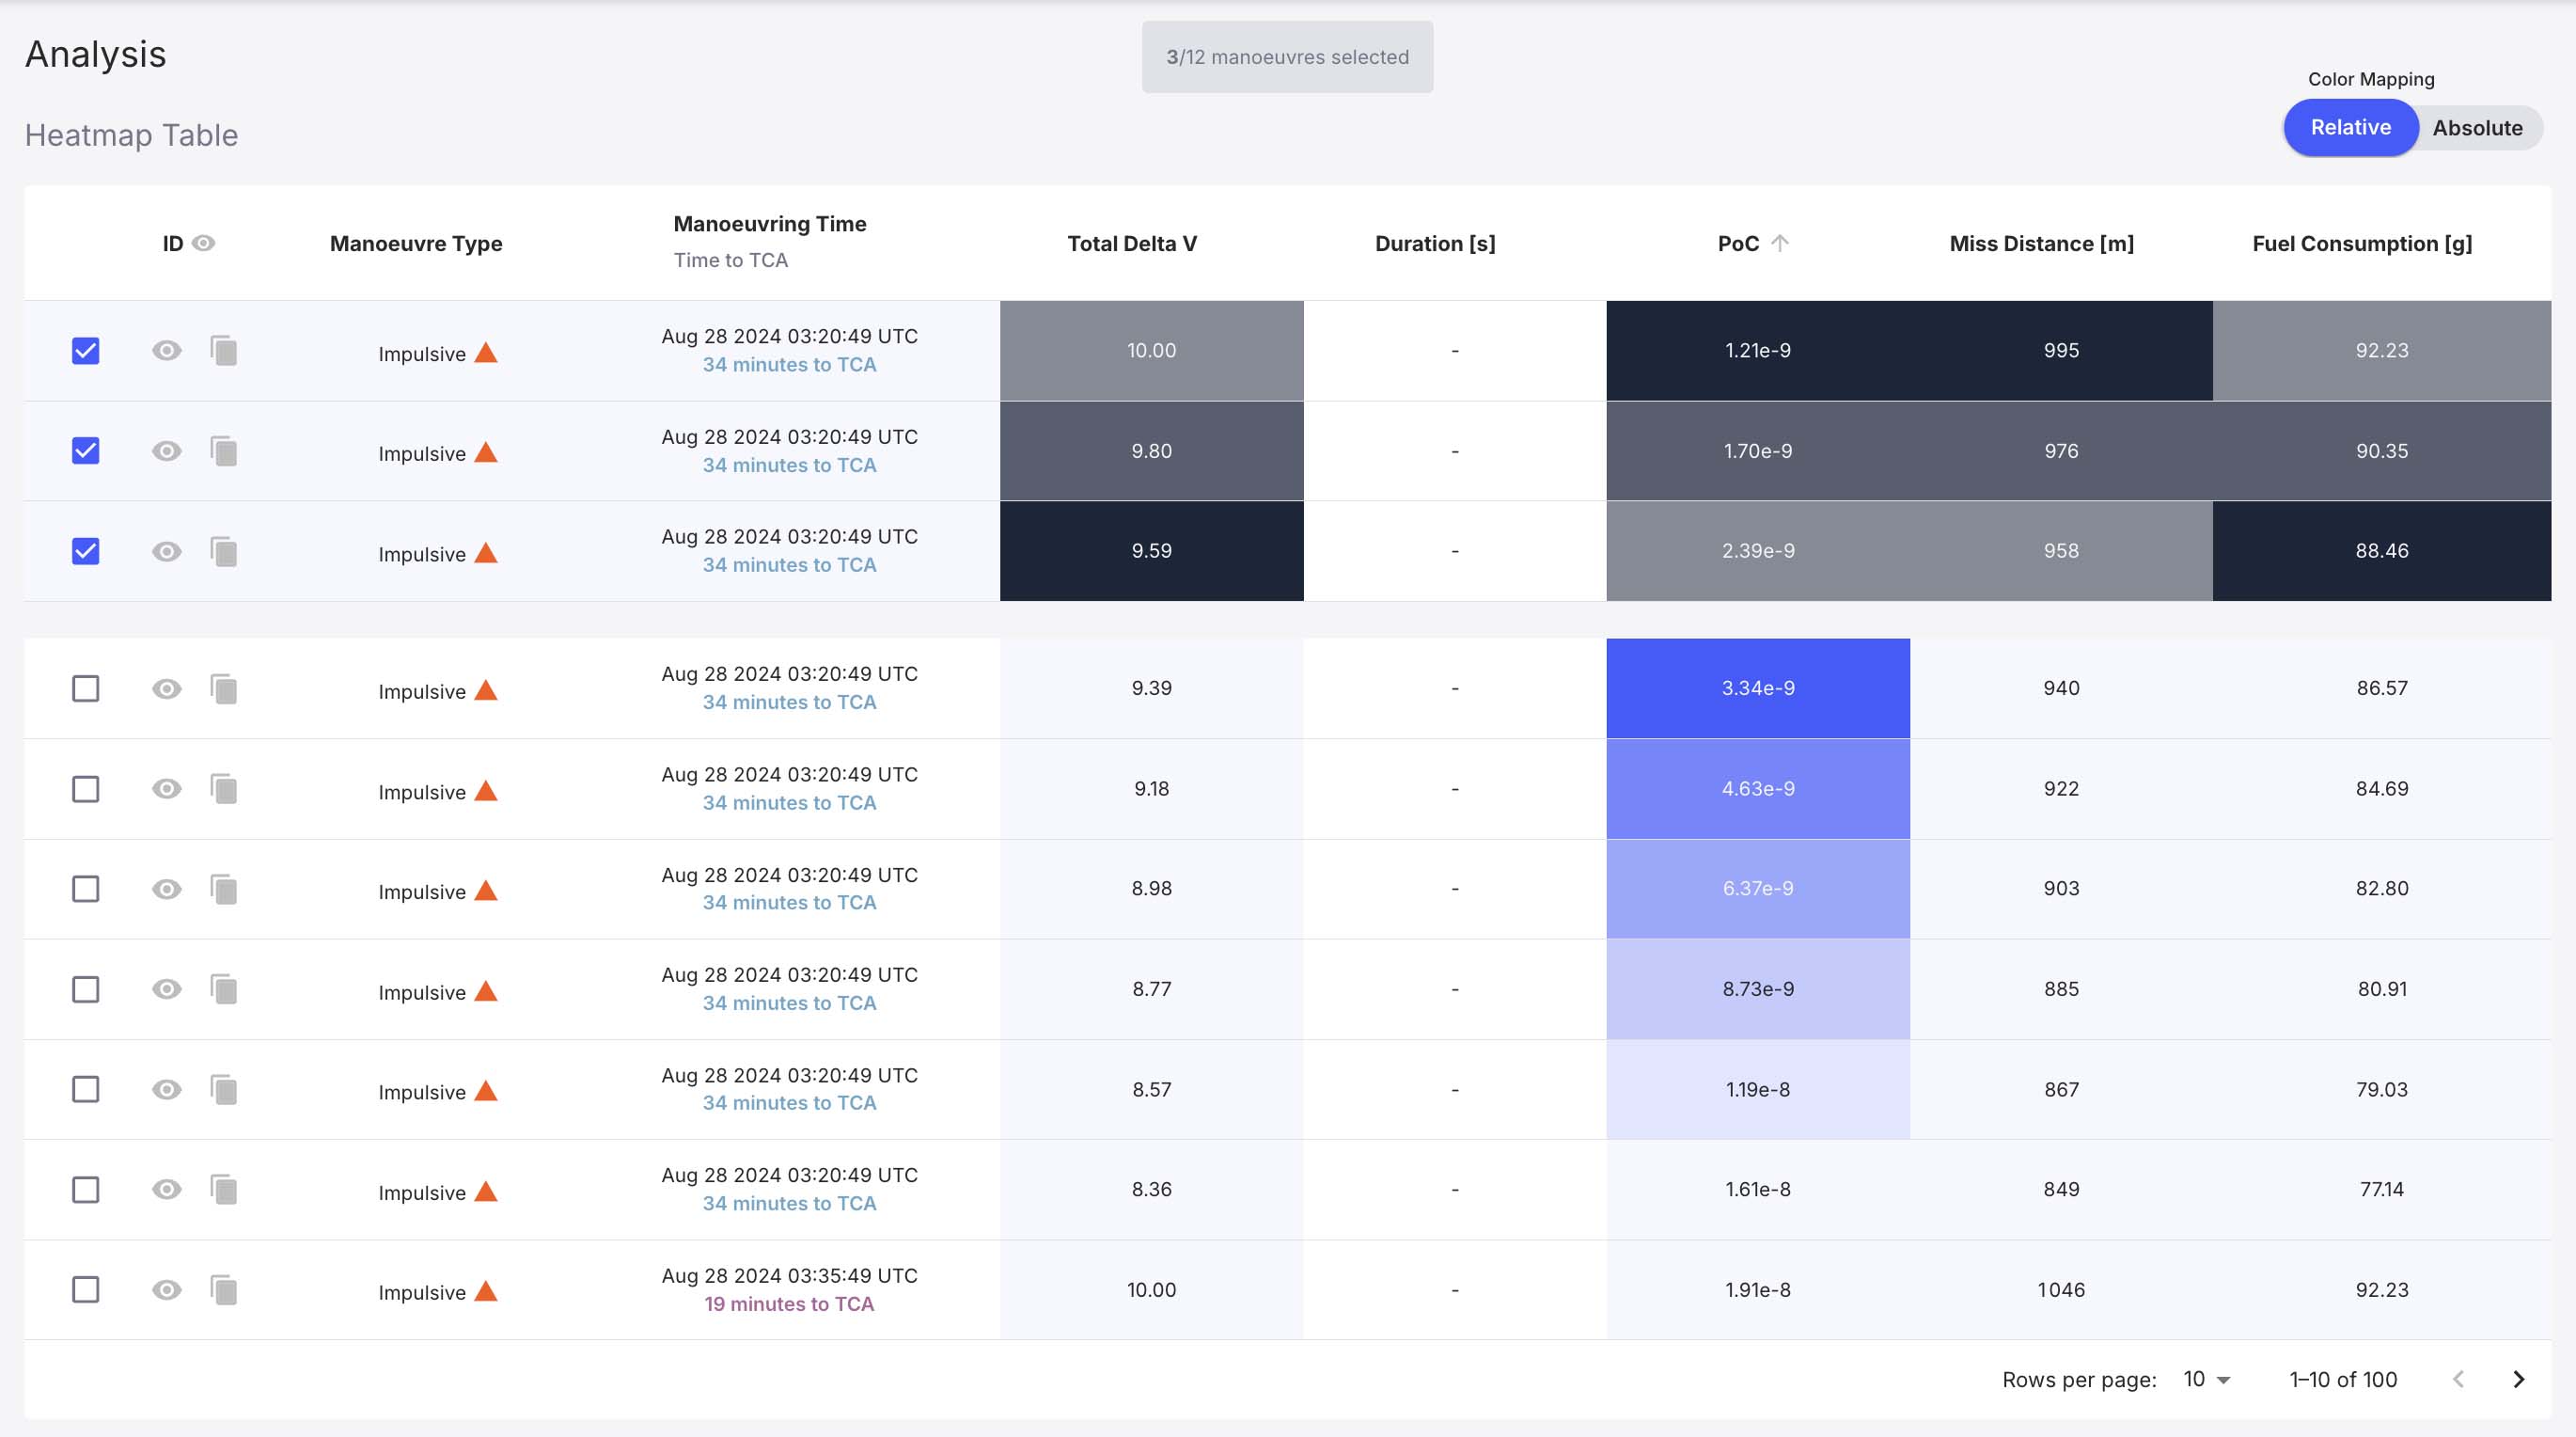 Analysis
3/12 manoeuvres selected
Color Mapping
Relative Absolute
Heatmap Table
ID Manoeuvre Type Manoeuvring Time Total Delta V Duration [s] PoC Miss Distance [m] Fuel Consumption [g]
Time to TCA
Impulsive Aug 28 2024 03:20:49 UTC 10.00 - 1.21e-9 995 92.23
34 minutes to TCA
Impulsive Aug 28 2024 03:20:49 UTC 9.80 - 1.70e-9 976 90.35
34 minutes to TCA
Impulsive Aug 28 2024 03:20:49 UTC 9.59 - 2.39e-9 958 88.46
34 minutes to TCA
Impulsive Aug 28 2024 03:20:49 UTC 9.39 - 3.34e-9 940 86.57
34 minutes to TCA
Impulsive Aug 28 2024 03:20:49 UTC 9.18 - 4.63e-9 922 84.69
34 minutes to TCA
Impulsive Aug 28 2024 03:20:49 UTC 8.98 - 6.37e-9 903 82.80
34 minutes to TCA
Impulsive Aug 28 2024 03:20:49 UTC 8.77 - 8.73e-9 885 80.91
34 minutes to TCA
Impulsive Aug 28 2024 03:20:49 UTC 8.57 - 1.19e-8 867 79.03
34 minutes to TCA
Impulsive Aug 28 2024 03:20:49 UTC 8.36 - 1.61e-8 849 77.14
34 minutes to TCA
Impulsive Aug 28 2024 03:35:49 UTC 10.00 - 1.91e-8 1046 92.23
19 minutes to TCA
Rows per page: 10 1–10 of 100